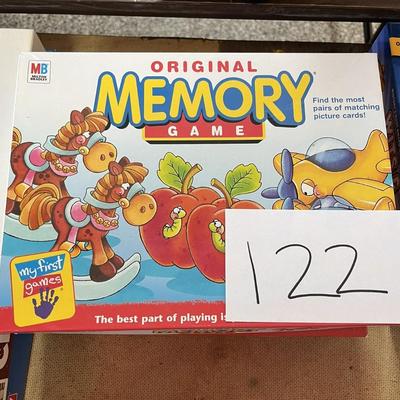 MB
MILTON
BRADLEY
ORIGINAL
MEMORY
GAME
Find the most
pairs of matching
picture cards!
my first
games
The best part of playing
122